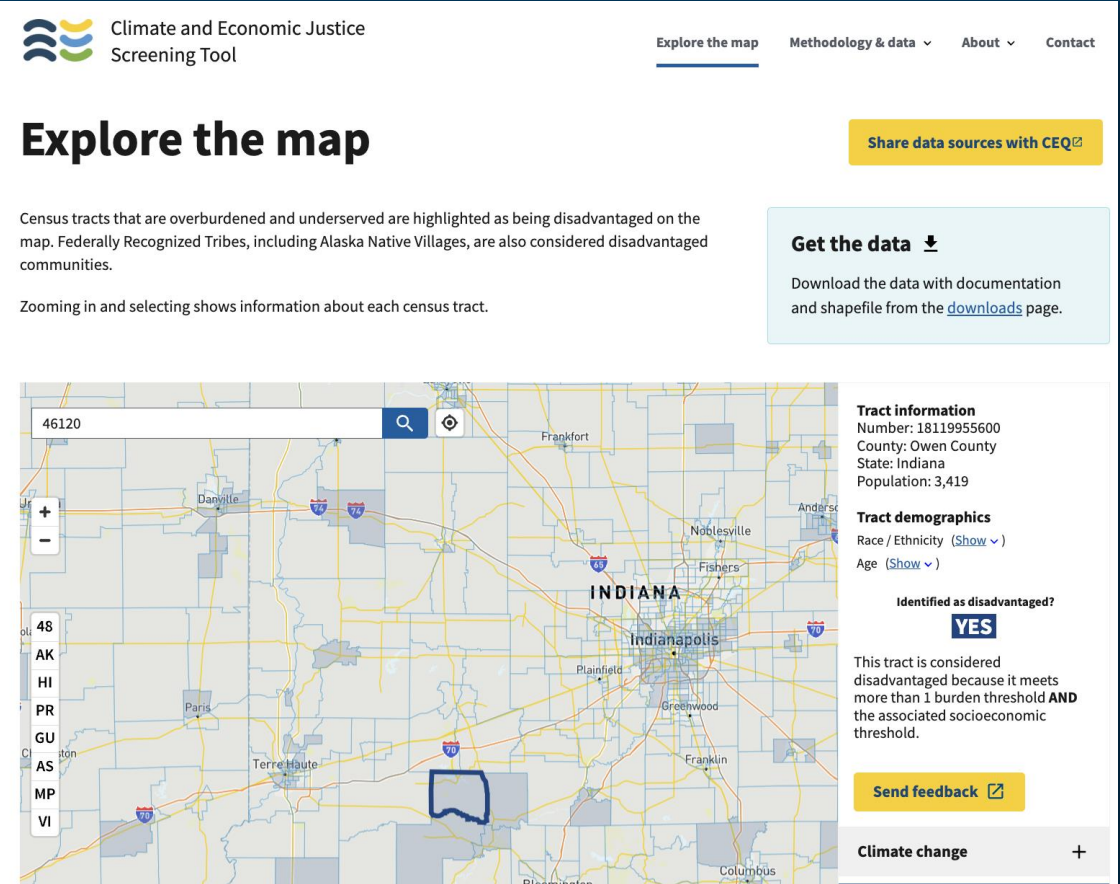 Climate and Economic Justice
Screening Tool
Explore the map
Methodology & data
About
Contact
Explore the map
Share data sources with CEQ
Census tracts that are overburdened and underserved are highlighted as being disadvantaged on the
map. Federally Recognized Tribes, including Alaska Native Villages, are also considered disadvantaged
communities.
Zooming in and selecting shows information about each census tract.
Get the data
Download the data with documentation
and shapefile from the downloads page.
46120
Frankfort
Danville
74
74
Noblesville
65
Fishers
INDIANA
Indianapolis
70
Plainfield
Paris
Greenwood
70
Terre Haute
Franklin
70
Columbus
+
−
48
AK
HI
PR
GU
AS
MP
VI
Tract information
Number: 18119955600
County: Owen County
State: Indiana
Population: 3,419
Tract demographics
Race / Ethnicity (Show)
Age (Show)
Identified as disadvantaged?
YES
This tract is considered
disadvantaged because it meets
more than 1 burden threshold AND
the associated socioeconomic
threshold.
Send feedback
Climate change +